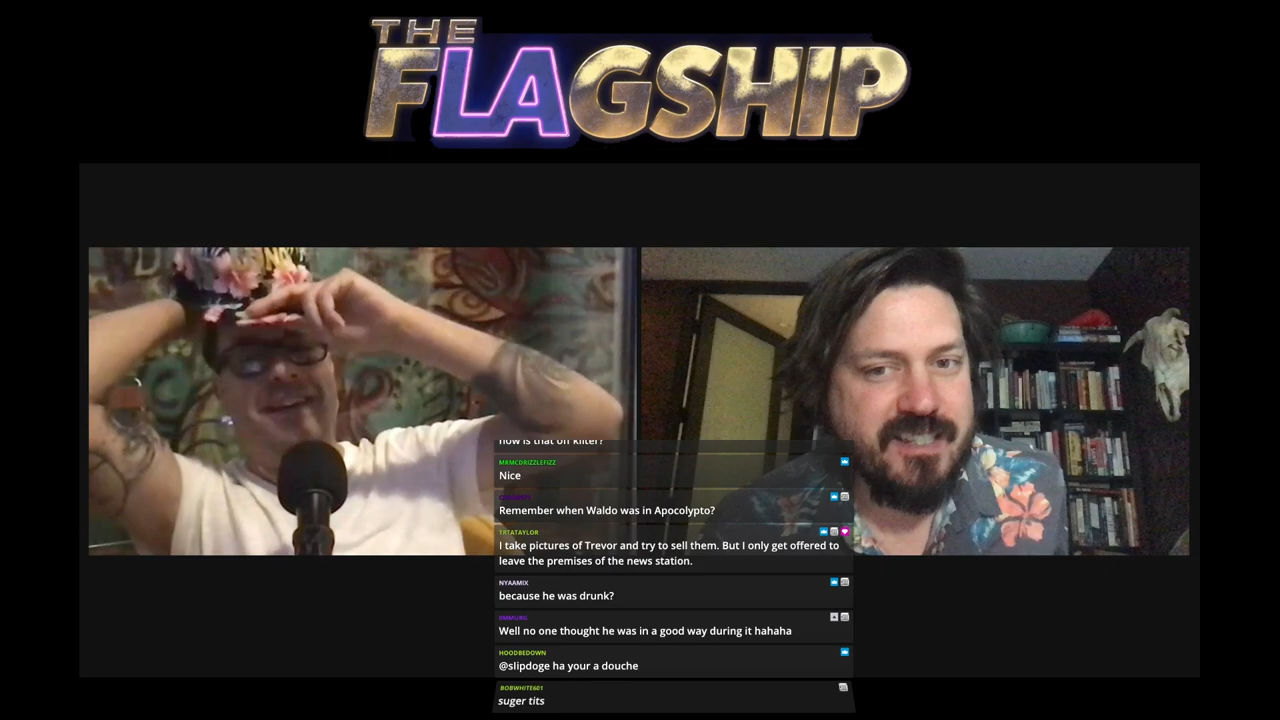 THE
FLAGSHIP
how is that off kilter?
MRMCDRIZZLEFIZZ
Nice
Remember when Waldo was in Apocolypto?
TRTATAYLOR
I take pictures of Trevor and try to sell them. But I only get offered to
leave the premises of the news station.
NYAAMIX
because he was drunk?
Well no one thought he was in a good way during it hahaha
HOODBEDOWN
@slipdoge ha your a douche
BOBWHITE601
suger tits